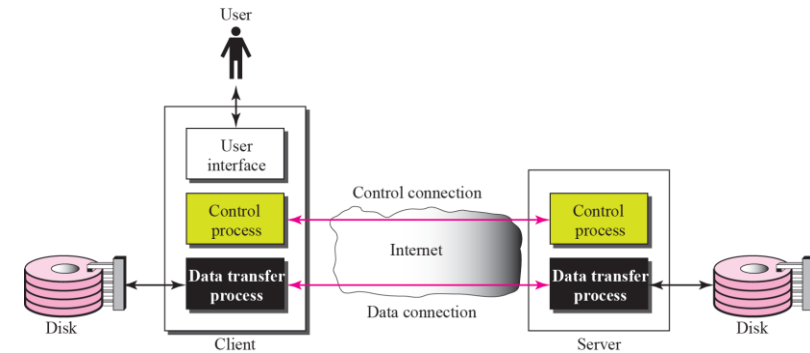 User
User
interface
Control connection
Control
process
Control
process
Internet
Data transfer
process
Data transfer
process
Data connection
Disk
Disk
Client
Server